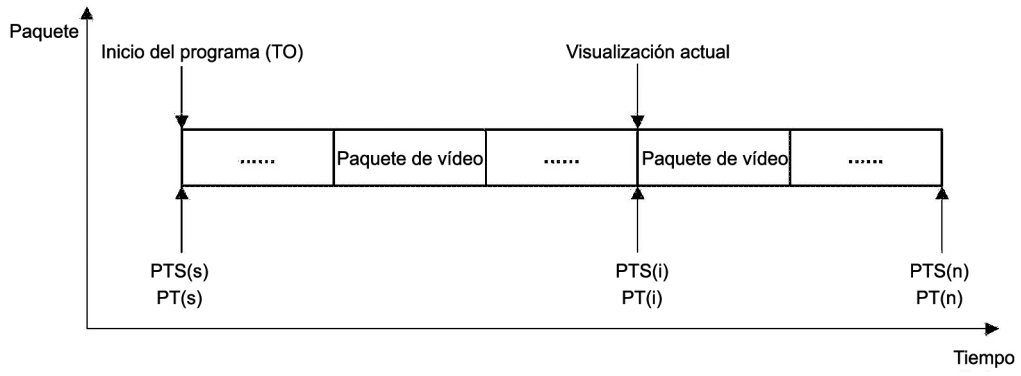 Paquete
Inicio del programa (TO)
Visualización actual
......
Paquete de vídeo
......
Paquete de vídeo
......
PTS(s)
PT(s)
PTS(i)
PT(i)
PTS(n)
PT(n)
Tiempo